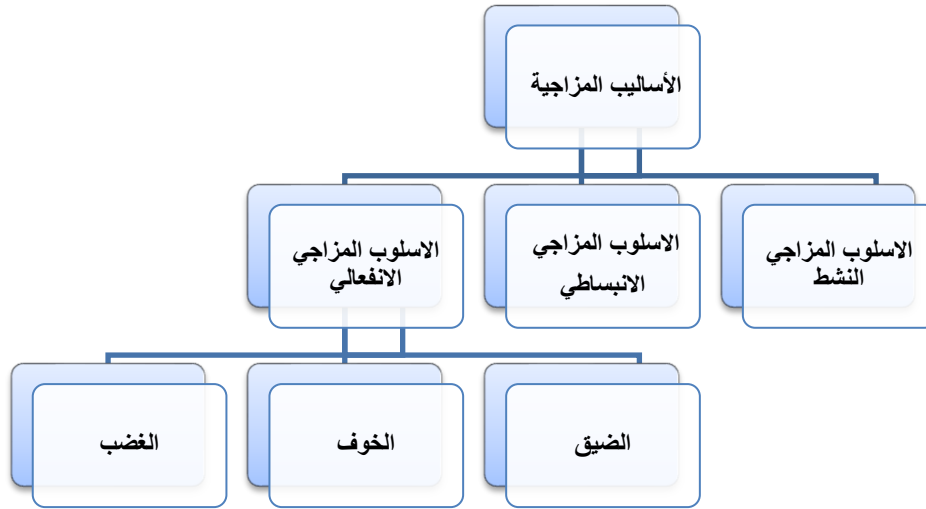 الأساليب المزاجية
الاسلوب المزاجي
النشط
الاسلوب المزاجي
الانبساطي
الاسلوب المزاجي
الانفعالي
الضيق
الخوف
الغضب